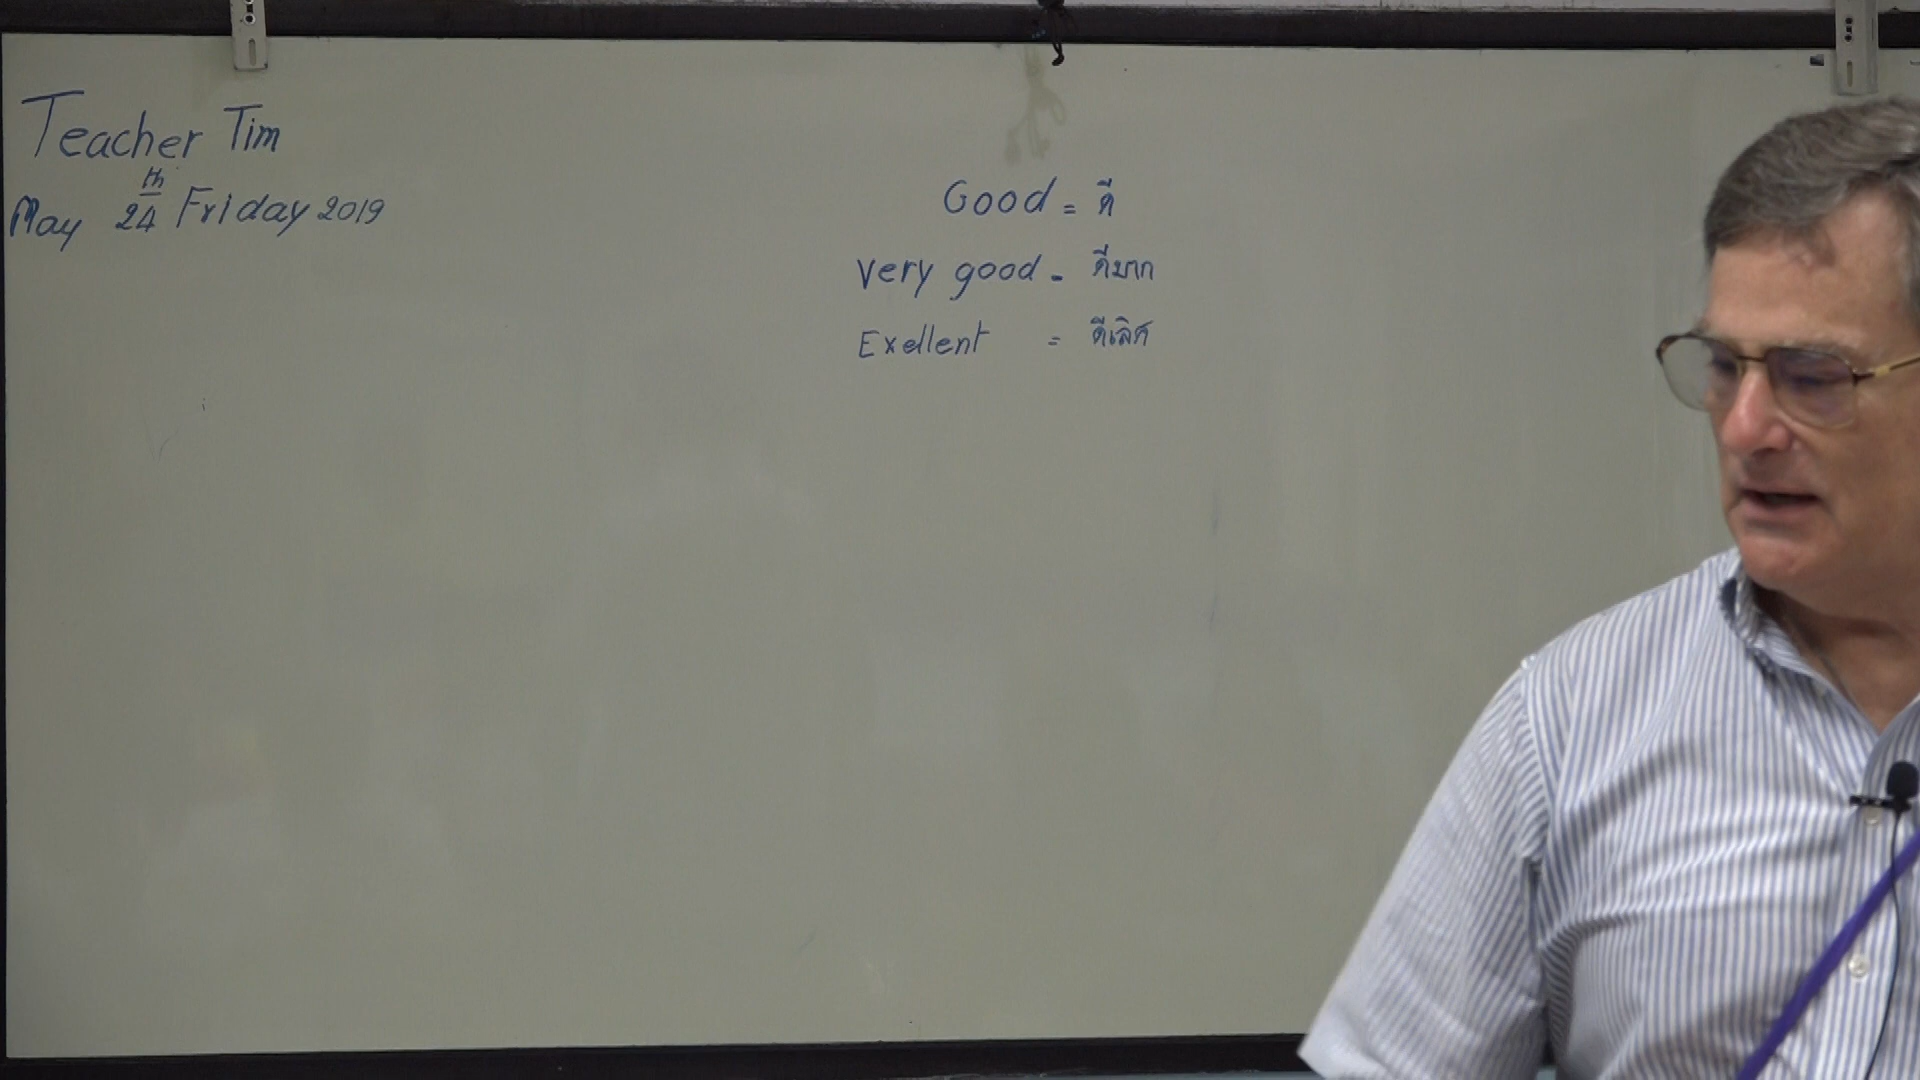 Teacher Tim
May 24th Friday 2019
Good = ดี
Very good - ดีมาก
Exellent = ดีเลิศ